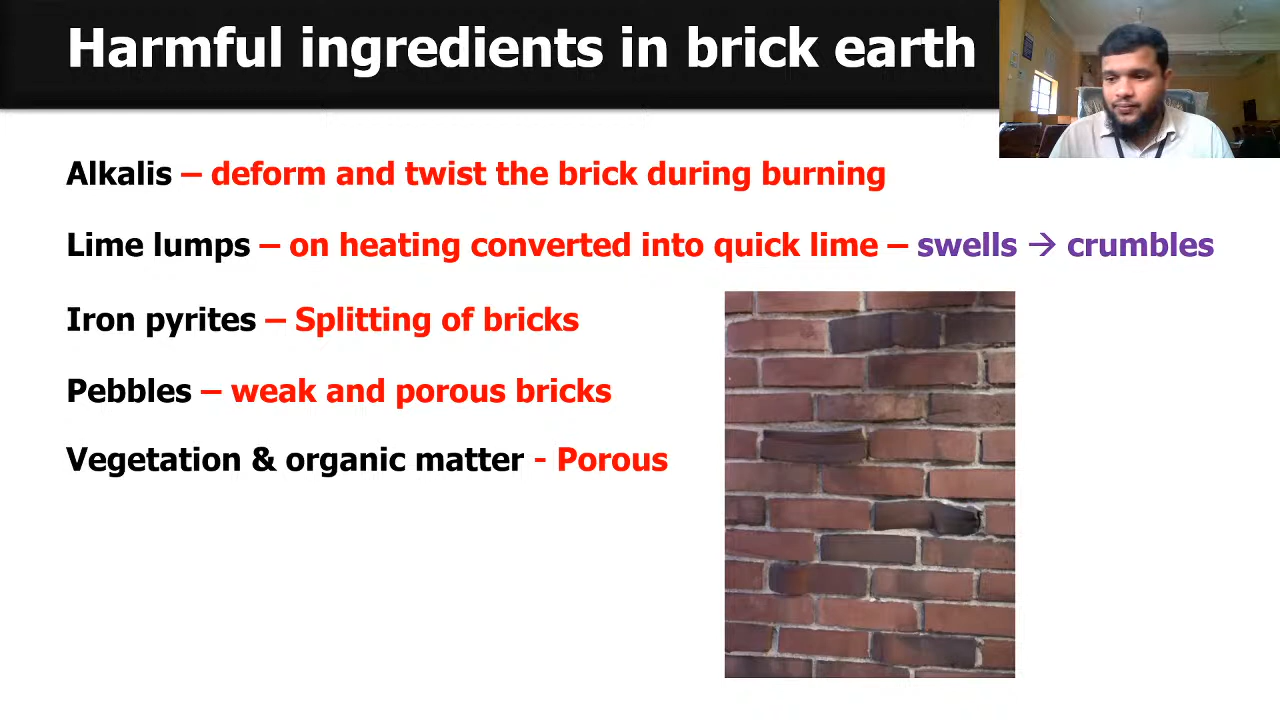 Harmful ingredients in brick earth
Alkalis – deform and twist the brick during burning
Lime lumps – on heating converted into quick lime – swells → crumbles
Iron pyrites – Splitting of bricks
Pebbles – weak and porous bricks
Vegetation & organic matter - Porous